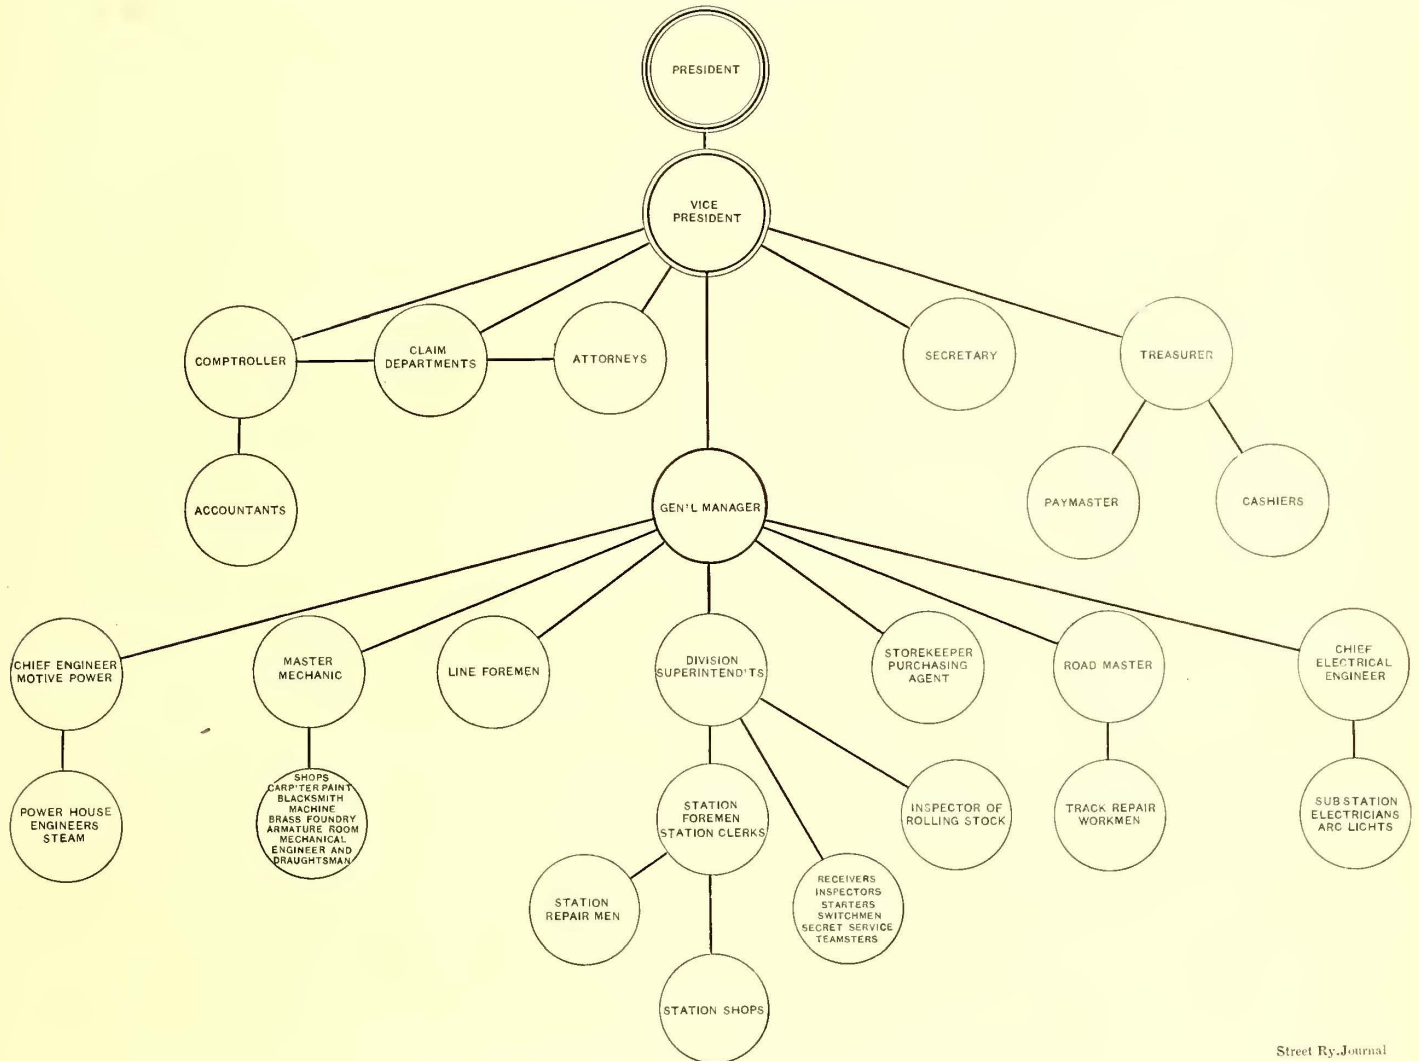 PRESIDENT
VICE
PRESIDENT
COMPTROLLER
CLAIM
DEPARTMENTS
ATTORNEYS
SECRETARY
TREASURER
ACCOUNTANTS
GEN'L MANAGER
PAYMASTER
CASHIERS
CHIEF ENGINEER
MOTIVE POWER
MASTER
MECHANIC
LINE FOREMEN
DIVISION
SUPERINTEND'TS
STOREKEEPER
PURCHASING
AGENT
ROAD MASTER
CHIEF
ELECTRICAL
ENGINEER
POWER HOUSE
ENGINEERS
STEAM
SHOPS
CARP'TER PAINT
BLACKSMITH
MACHINE
BRASS FOUNDRY
ARMATURE ROOM
MECHANICAL
ENGINEER AND
DRAUGHTSMAN
STATION
FOREMEN
STATION CLERKS
INSPECTOR OF
ROLLING STOCK
TRACK REPAIR
WORKMEN
SUB STATION
ELECTRICIANS
ARC LICHTS
STATION
REPAIR MEN
RECEIVERS
INSPECTORS
STARTERS
SWITCHMEN
SECRET SERVICE
TEAMSTERS
STATION SHOPS
Street Ry.Journal